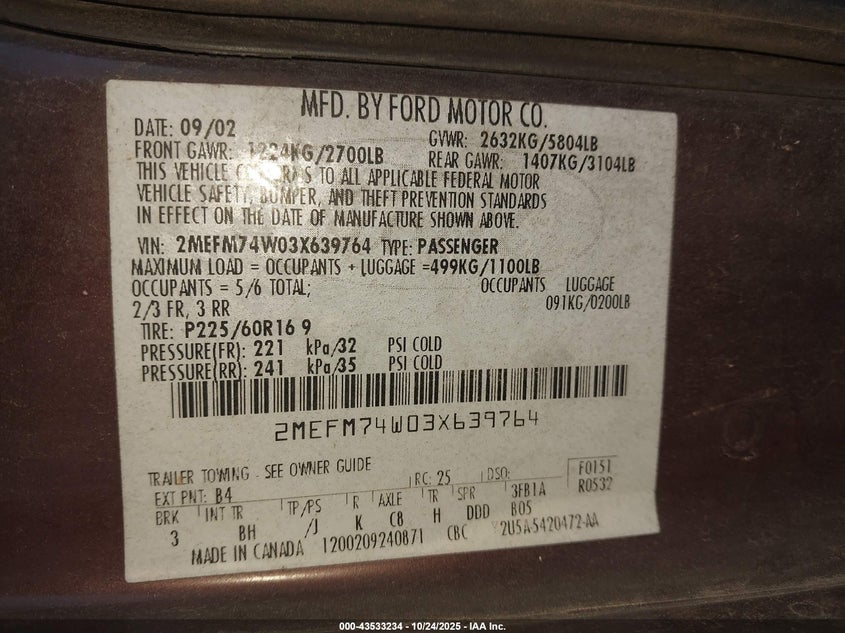 MFD. BY FORD MOTOR CO.
DATE: 09/02 GVWR: 2632KG/5804LB
FRONT GAWR: 1224KG/2700LB REAR GAWR: 1407KG/3104LB
THIS VEHICLE TO ALL APPLICABLE FEDERAL MOTOR
VEHICLE SAFETY, BUMPER, AND THEFT PREVENTION STANDARDS
IN EFFECT ON THE DATE OF MANUFACTURE SHOWN ABOVE.
VIN: 2MEFM74W03X639764 TYPE: PASSENGER
MAXIMUM LOAD = OCCUPANTS + LUGGAGE =499KG/1100LB
OCCUPANTS = 5/6 TOTAL; OCCUPANTS LUGGAGE
2/3 FR, 3 RR 091KG/0200LB
TIRE: P225/60R16 9
PRESSURE(FR): 221 kPa/32 PSI COLD
PRESSURE(RR): 241 kPa/35 PSI COLD
2MEFM74W03X639764
TRAILER TOWING - SEE OWNER GUIDE
EXT PNT: B4 RC: 25 DSO: F0151
BRK INT TR TP/PS R AXLE TR SPR 3FB1A R0532
3 BH /J K C8 H DDD B05
MADE IN CANADA 1200209240871 CBC 2U5A-5420472-AA
000-43533234 - 10/24/2025 - IAA Inc.